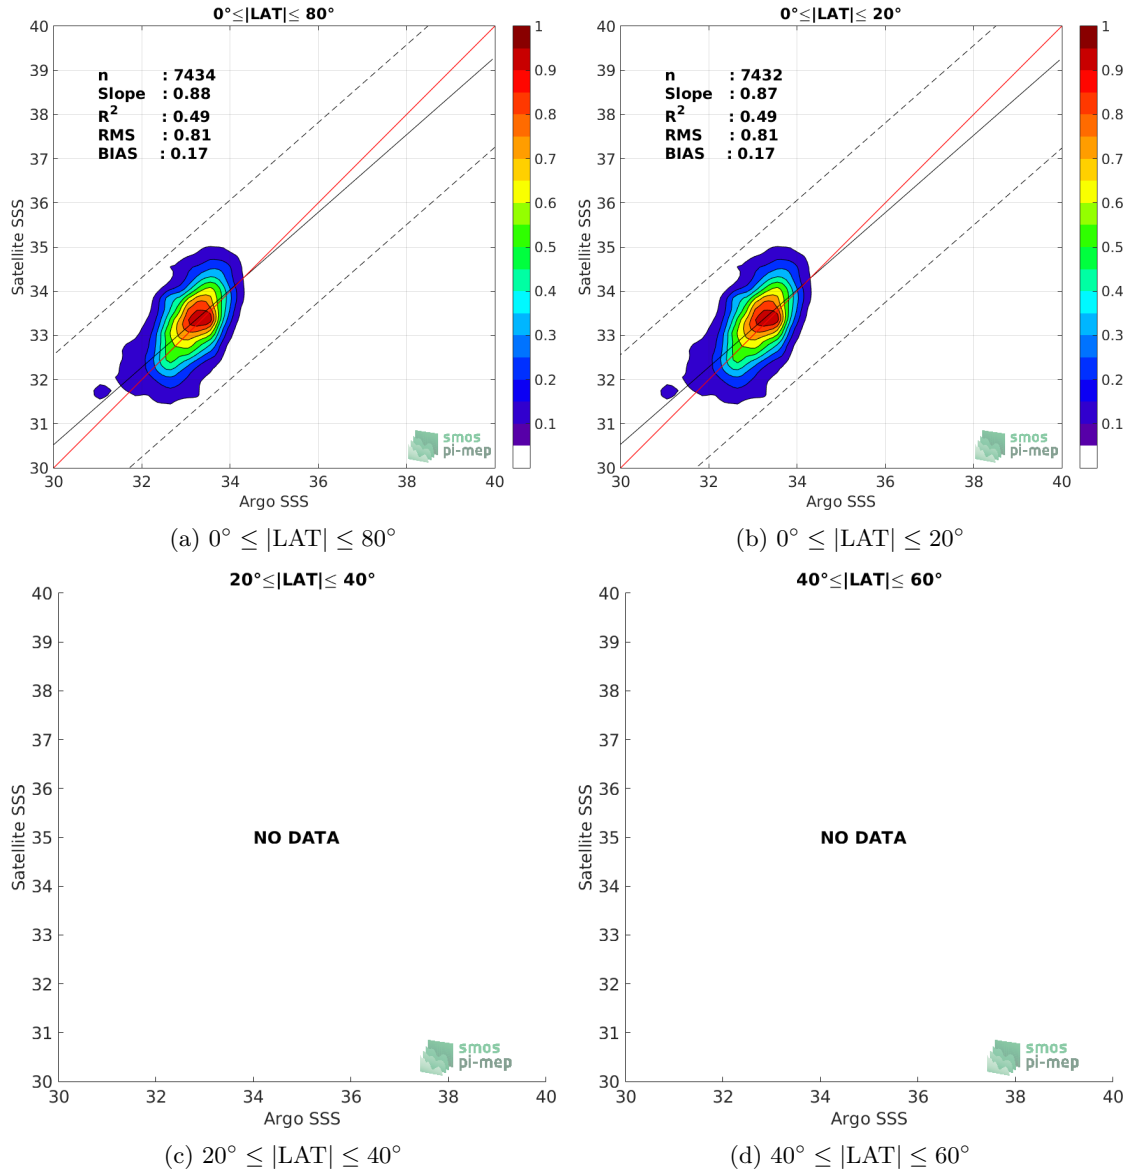 0°≤|LAT|≤ 80°
n : 7434
Slope : 0.88
R² : 0.49
RMS : 0.81
BIAS : 0.17
Satellite SSS
40
39
38
37
36
35
34
33
32
31
30
30 32 34 36 38 40
Argo SSS
1
0.9
0.8
0.7
0.6
0.5
0.4
0.3
0.2
0.1
smos
pi-mep
(a) 0° ≤ |LAT| ≤ 80°
0°≤|LAT|≤ 20°
n : 7432
Slope : 0.87
R² : 0.49
RMS : 0.81
BIAS : 0.17
Satellite SSS
40
39
38
37
36
35
34
33
32
31
30
30 32 34 36 38 40
Argo SSS
1
0.9
0.8
0.7
0.6
0.5
0.4
0.3
0.2
0.1
smos
pi-mep
(b) 0° ≤ |LAT| ≤ 20°
20°≤|LAT|≤ 40°
Satellite SSS
40
39
38
37
36
35
34
33
32
31
30
NO DATA
30 32 34 36 38 40
Argo SSS
smos
pi-mep
(c) 20° ≤ |LAT| ≤ 40°
40°≤|LAT|≤ 60°
Satellite SSS
40
39
38
37
36
35
34
33
32
31
30
NO DATA
30 32 34 36 38 40
Argo SSS
smos
pi-mep
(d) 40° ≤ |LAT| ≤ 60°